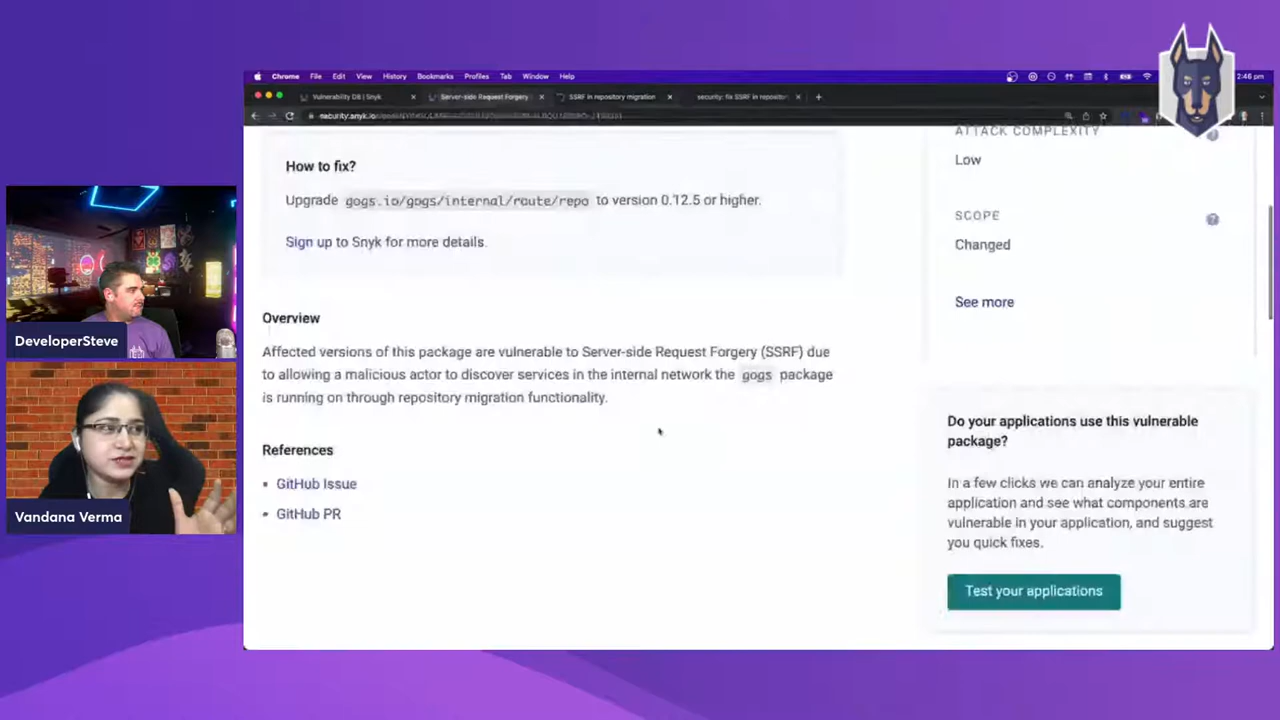 Chrome File Edit View History Bookmarks Profiles Tab Window Help
2:46 pm
Vulnerability DB | Snyk
Server-side Request Forgery
SSRF in repository migration
security: fix SSRF in reposito
ATTACK COMPLEXITY
Low
How to fix?
Upgrade gogs.io/gogs/internal/route/repo to version 0.12.5 or higher.
SCOPE
Changed
Sign up to Snyk for more details.
See more
Overview
Affected versions of this package are vulnerable to Server-side Request Forgery (SSRF) due
to allowing a malicious actor to discover services in the internal network the gogs package
is running on through repository migration functionality.
References
• GitHub Issue
• GitHub PR
Do your applications use this vulnerable
package?
In a few clicks we can analyze your entire
application and see what components are
vulnerable in your application, and suggest
you quick fixes.
Test your applications
DeveloperSteve
Vandana Verma